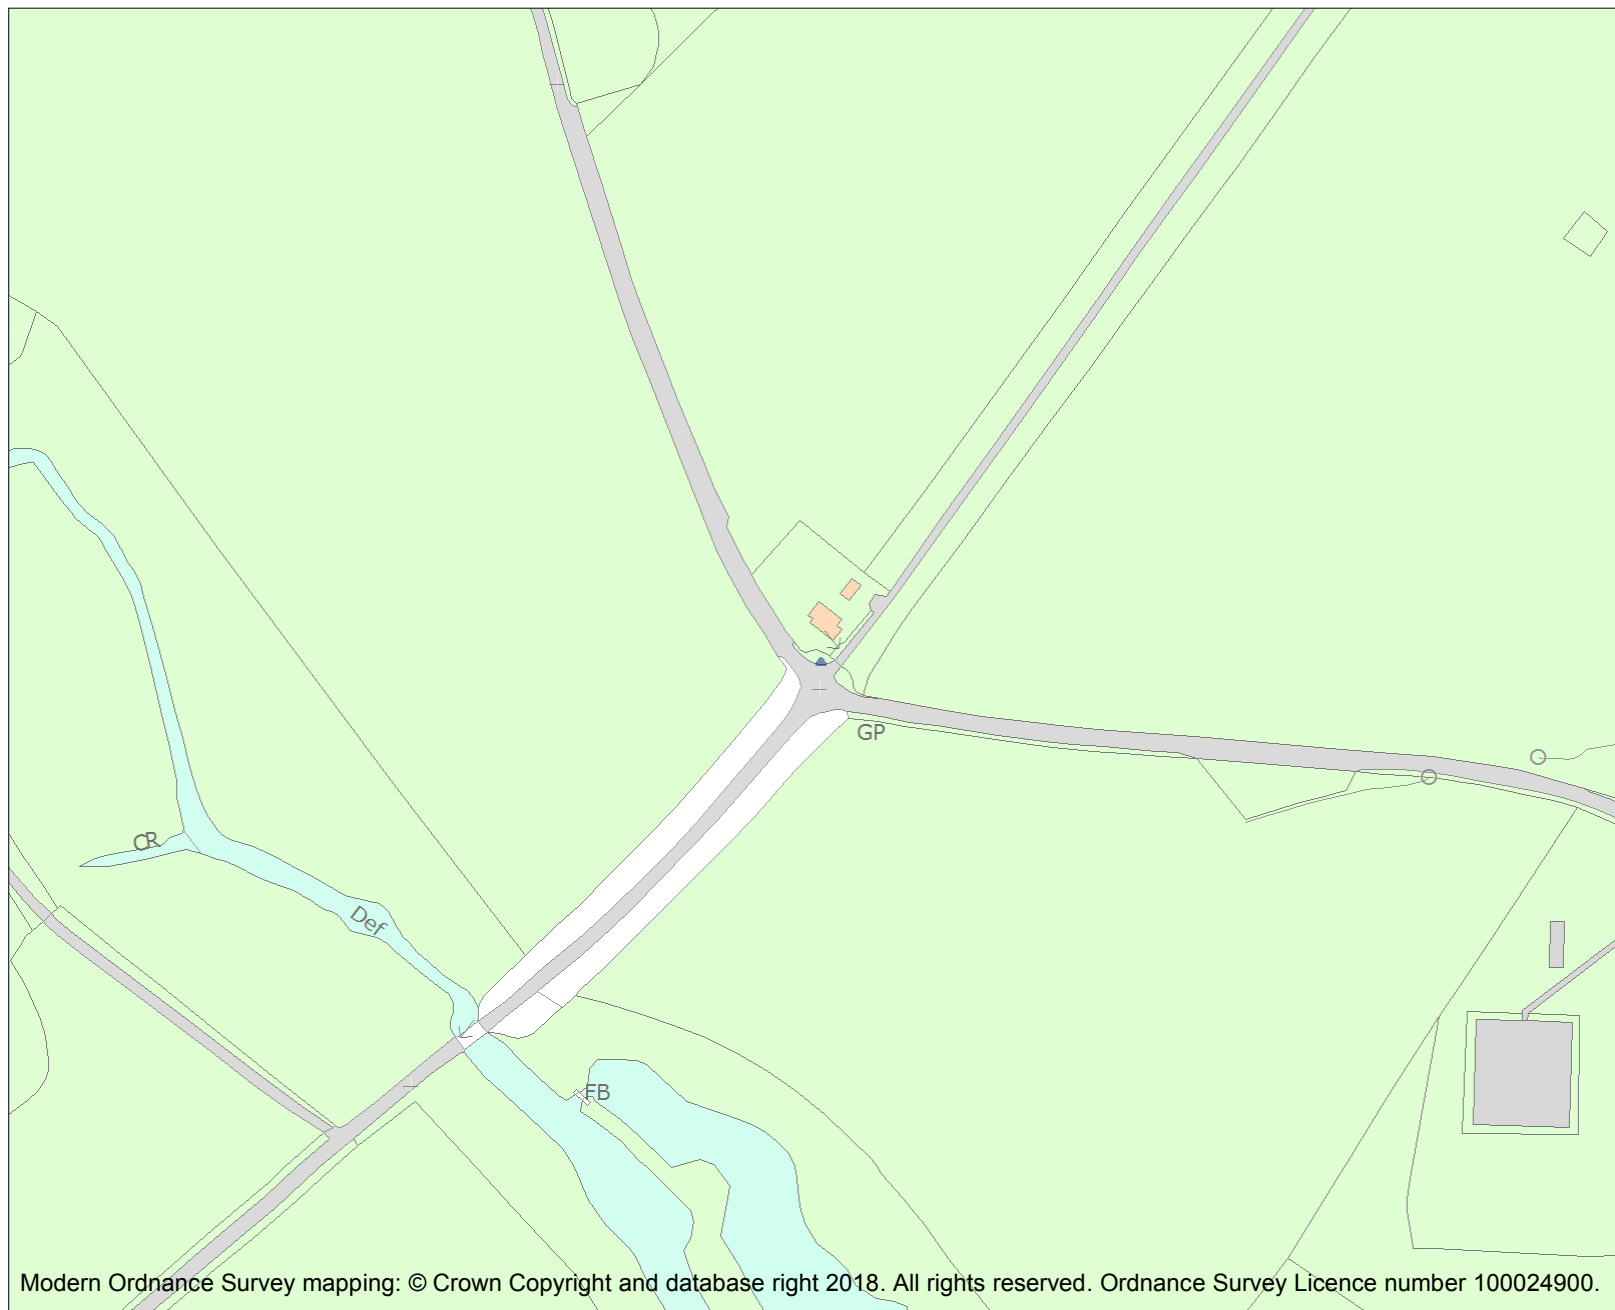 GP
CR
Def
FB
Modern Ordnance Survey mapping: © Crown Copyright and database right 2018. All rights reserved. Ordnance Survey Licence number 100024900.